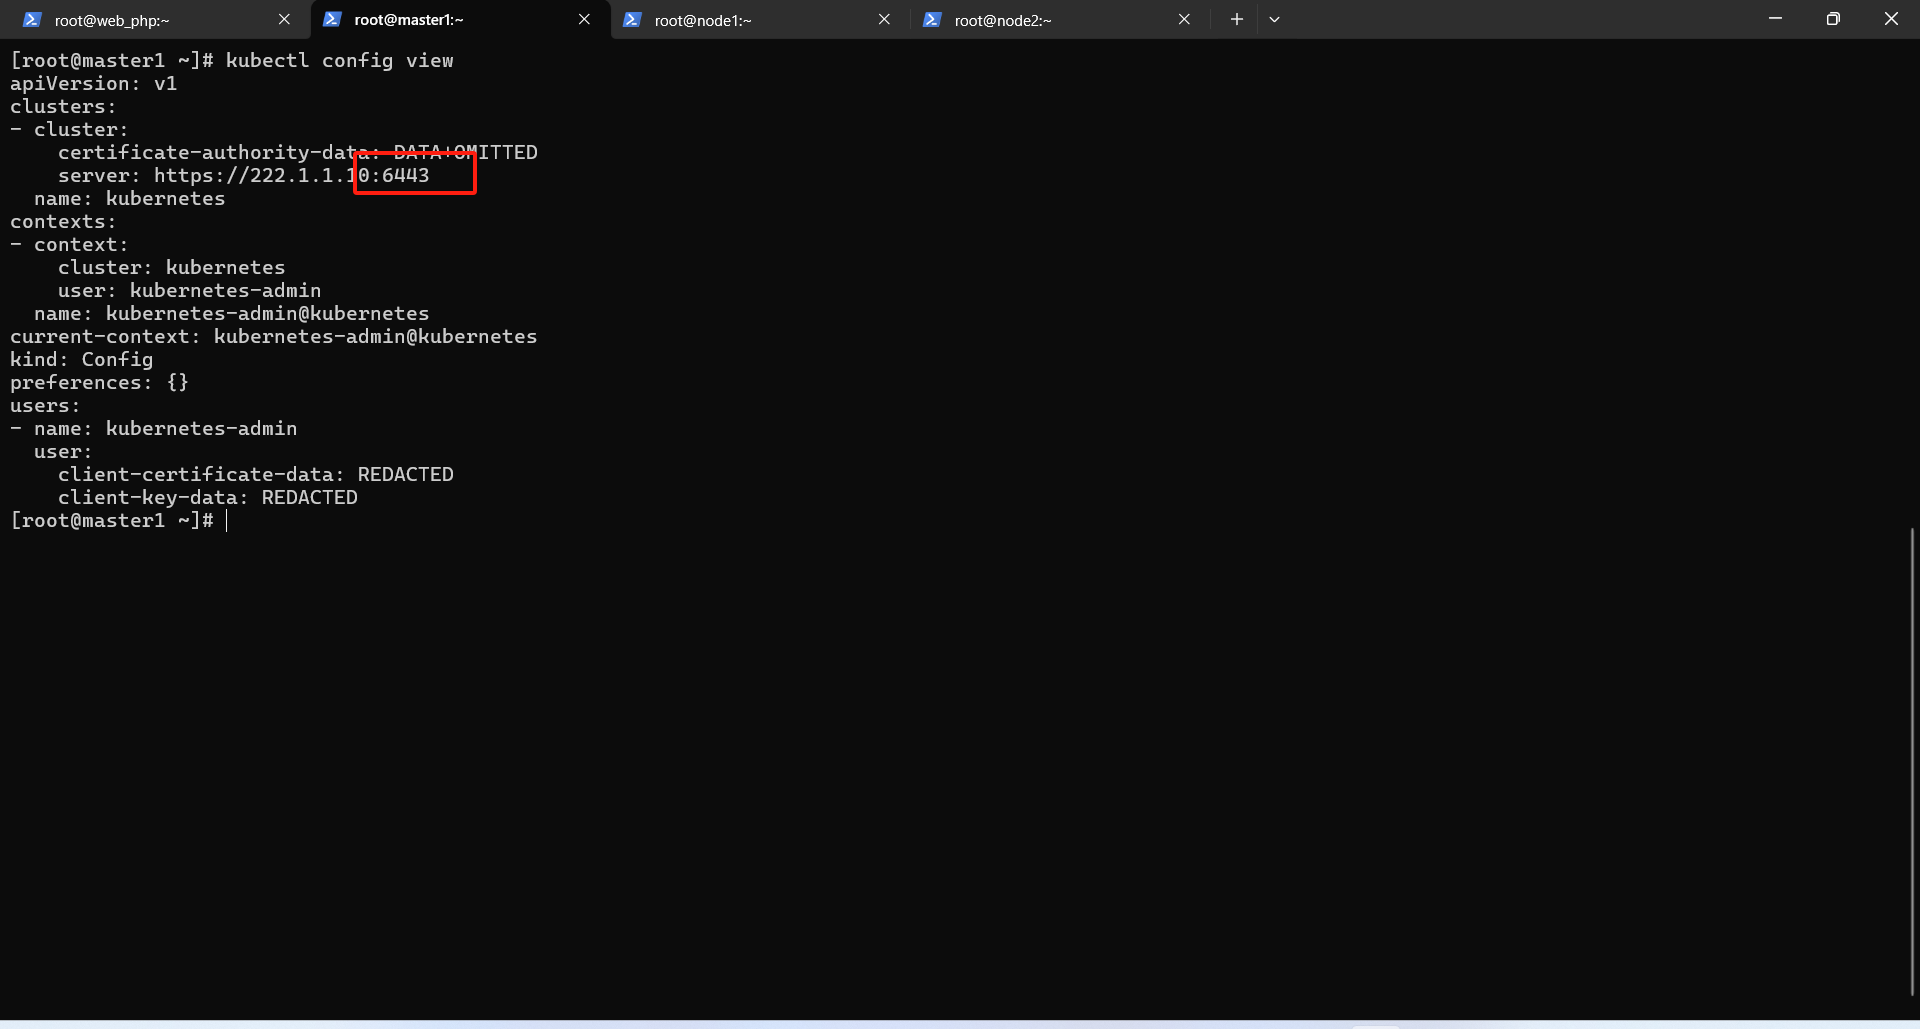 root@web_php:~ root@master1:~ root@node1:~ root@node2:~
[root@master1 ~]# kubectl config view
apiVersion: v1
clusters:
- cluster:
    certificate-authority-data: DATA+OMITTED
    server: https://222.1.1.10:6443
  name: kubernetes
contexts:
- context:
    cluster: kubernetes
    user: kubernetes-admin
  name: kubernetes-admin@kubernetes
current-context: kubernetes-admin@kubernetes
kind: Config
preferences: {}
users:
- name: kubernetes-admin
  user:
    client-certificate-data: REDACTED
    client-key-data: REDACTED
[root@master1 ~]#